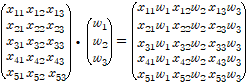 x₁₁ x₁₂ x₁₃
x₂₁ x₂₂ x₂₃
x₃₁ x₃₂ x₃₃
x₄₁ x₄₂ x₄₃
x₅₁ x₅₂ x₅₃
•
w₁
w₂
w₃
=
x₁₁w₁ x₁₂w₂ x₁₃w₃
x₂₁w₁ x₂₂w₂ x₂₃w₃
x₃₁w₁ x₃₂w₂ x₃₃w₃
x₄₁w₁ x₄₂w₂ x₄₃w₃
x₅₁w₁ x₅₂w₂ x₅₃w₃